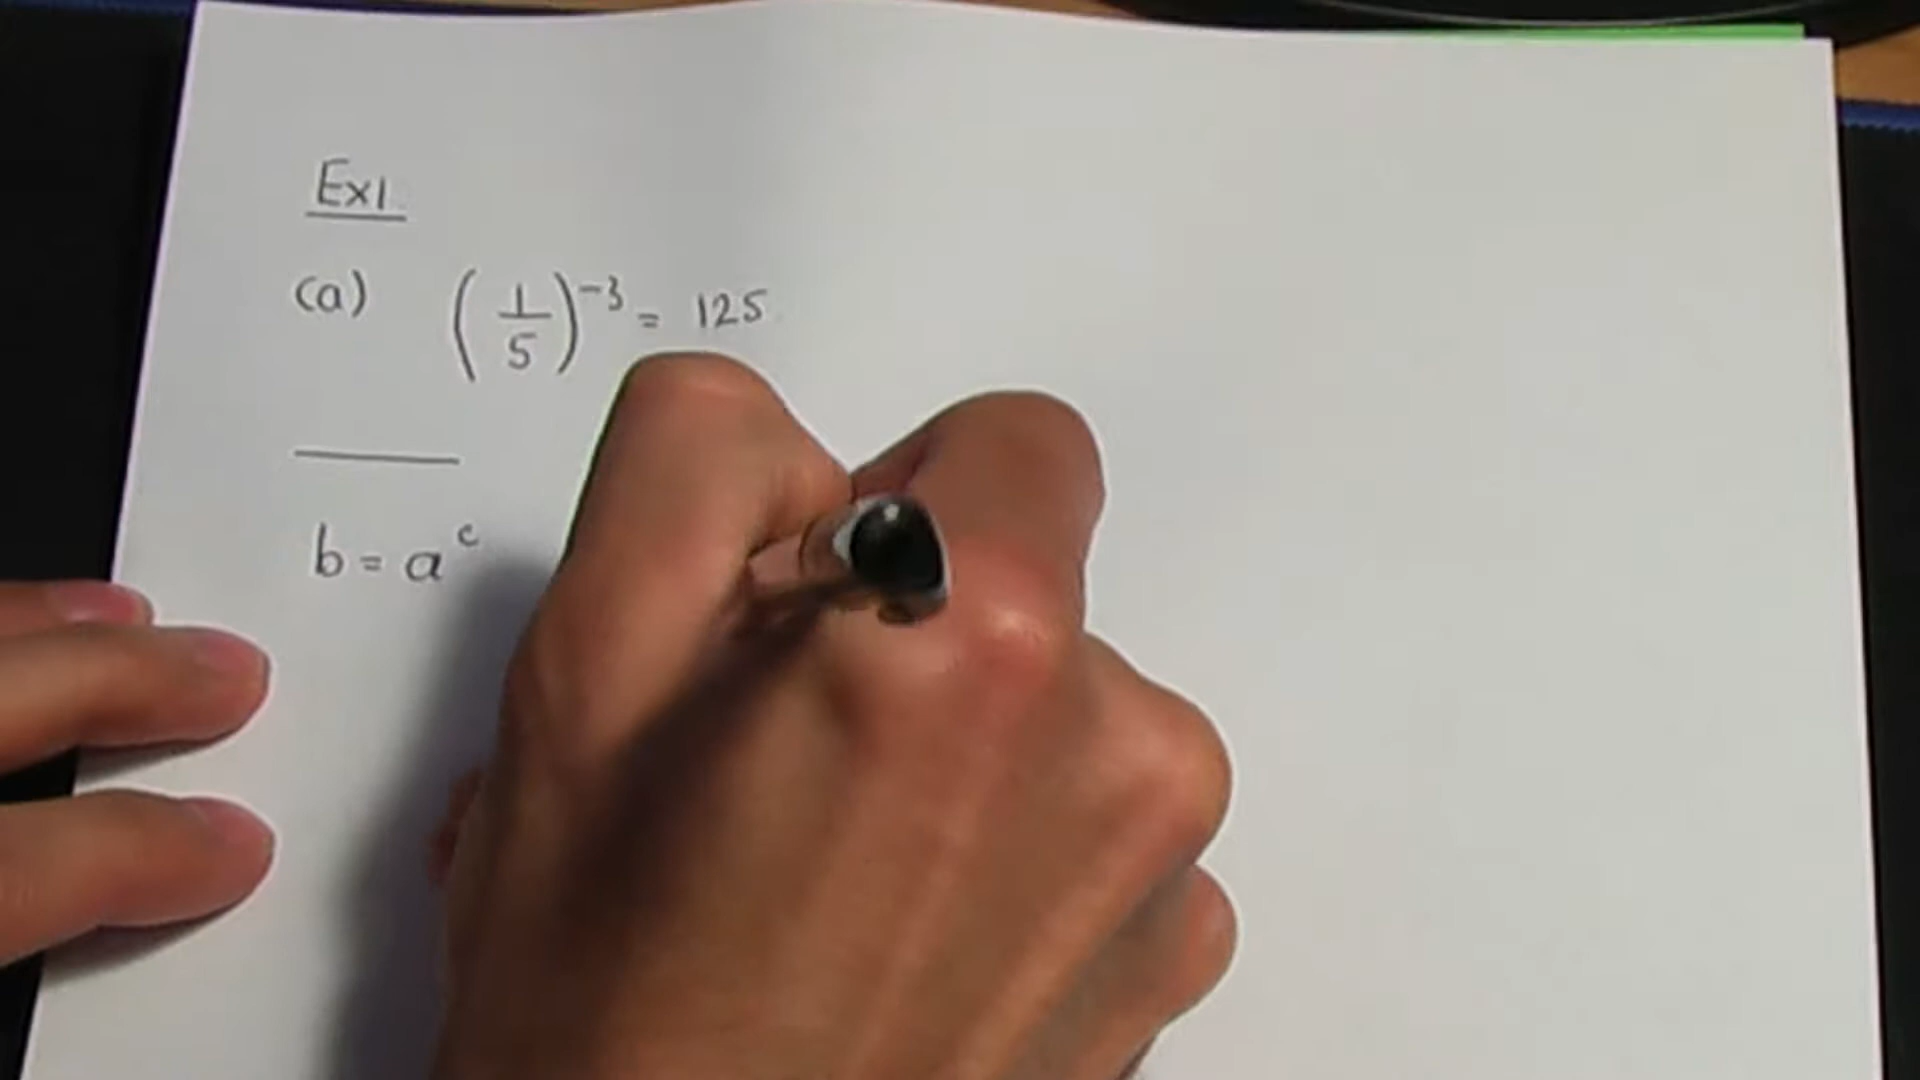 Ex1.
(a) (1/5)^-3 = 125
b = a^c